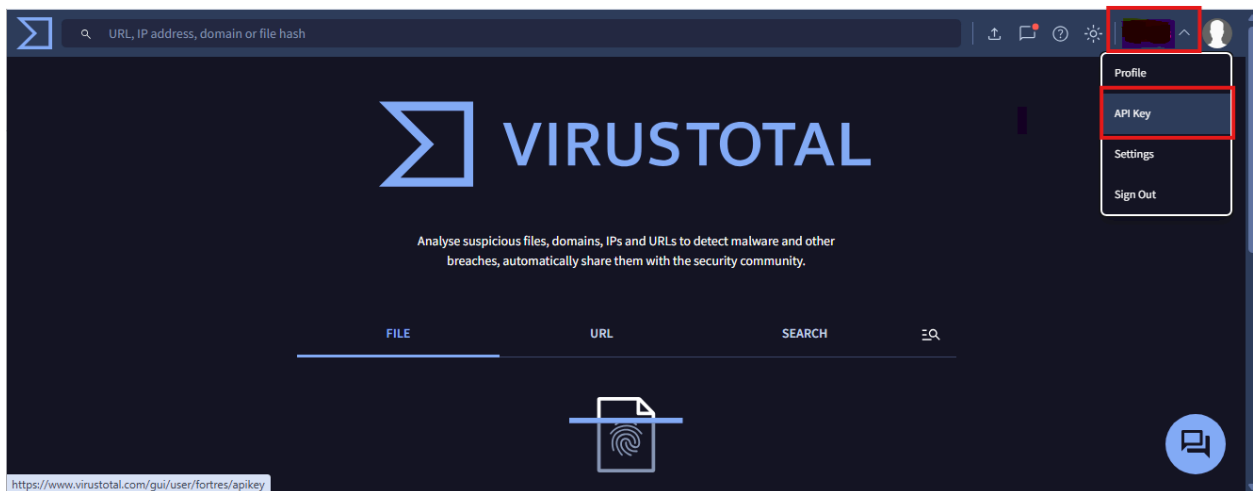 URL, IP address, domain or file hash
Profile
API Key
Settings
Sign Out
VIRUSTOTAL
Analyse suspicious files, domains, IPs and URLs to detect malware and other
breaches, automatically share them with the security community.
FILE URL SEARCH
https://www.virustotal.com/gui/user/fortres/apikey